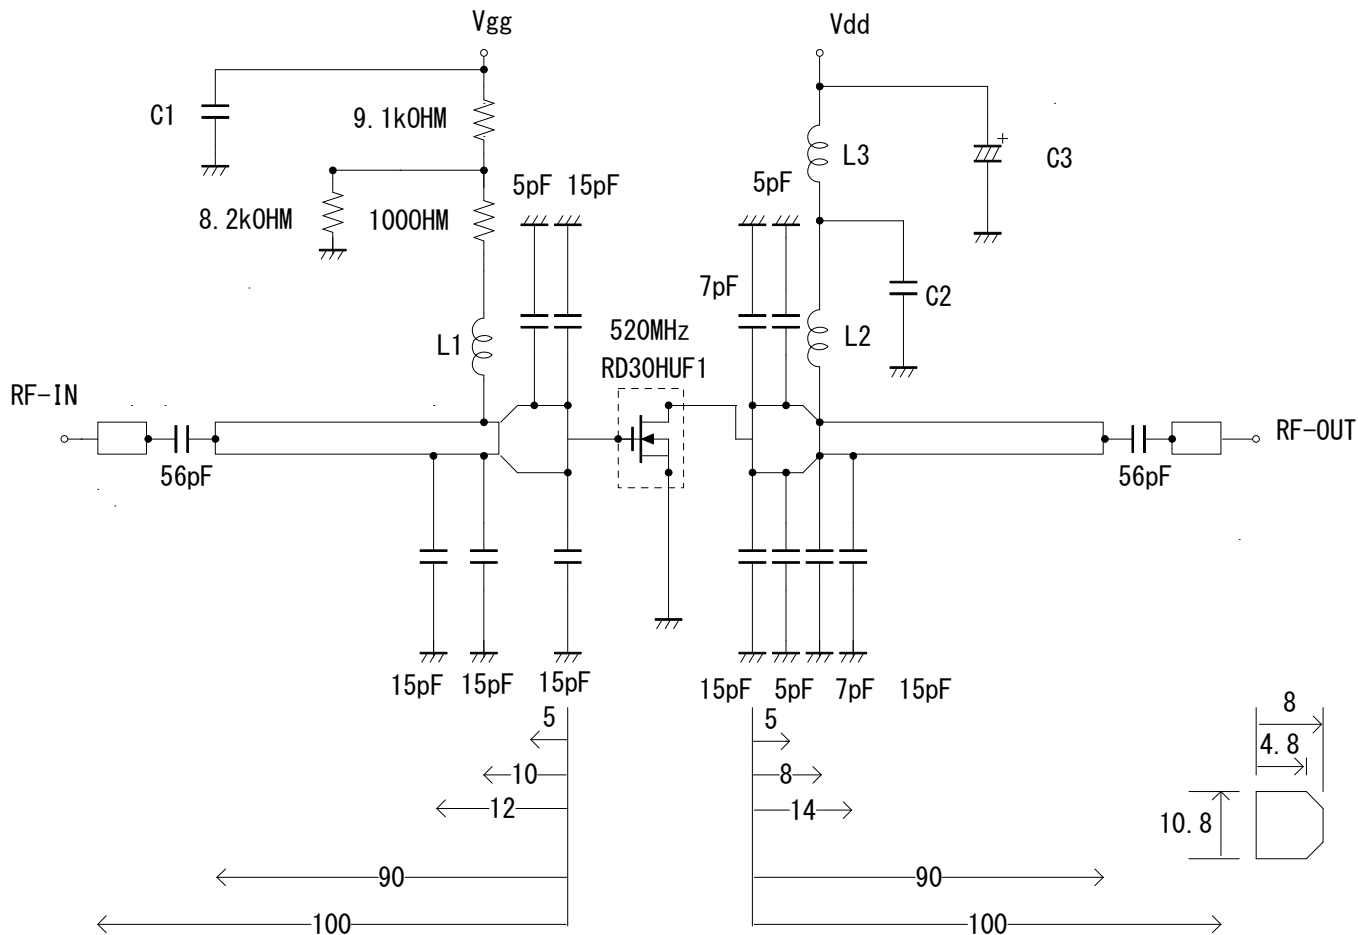 Vgg
Vdd
C1
9.1kOHM
L3
+
C3
8.2kOHM
100OHM
5pF
15pF
5pF
7pF
C2
L1
520MHz
RD30HUF1
L2
RF-IN
RF-OUT
56pF
56pF
15pF
15pF
15pF
15pF
5pF
7pF
15pF
5
5
10
8
12
14
90
90
100
100
8
4.8
10.8